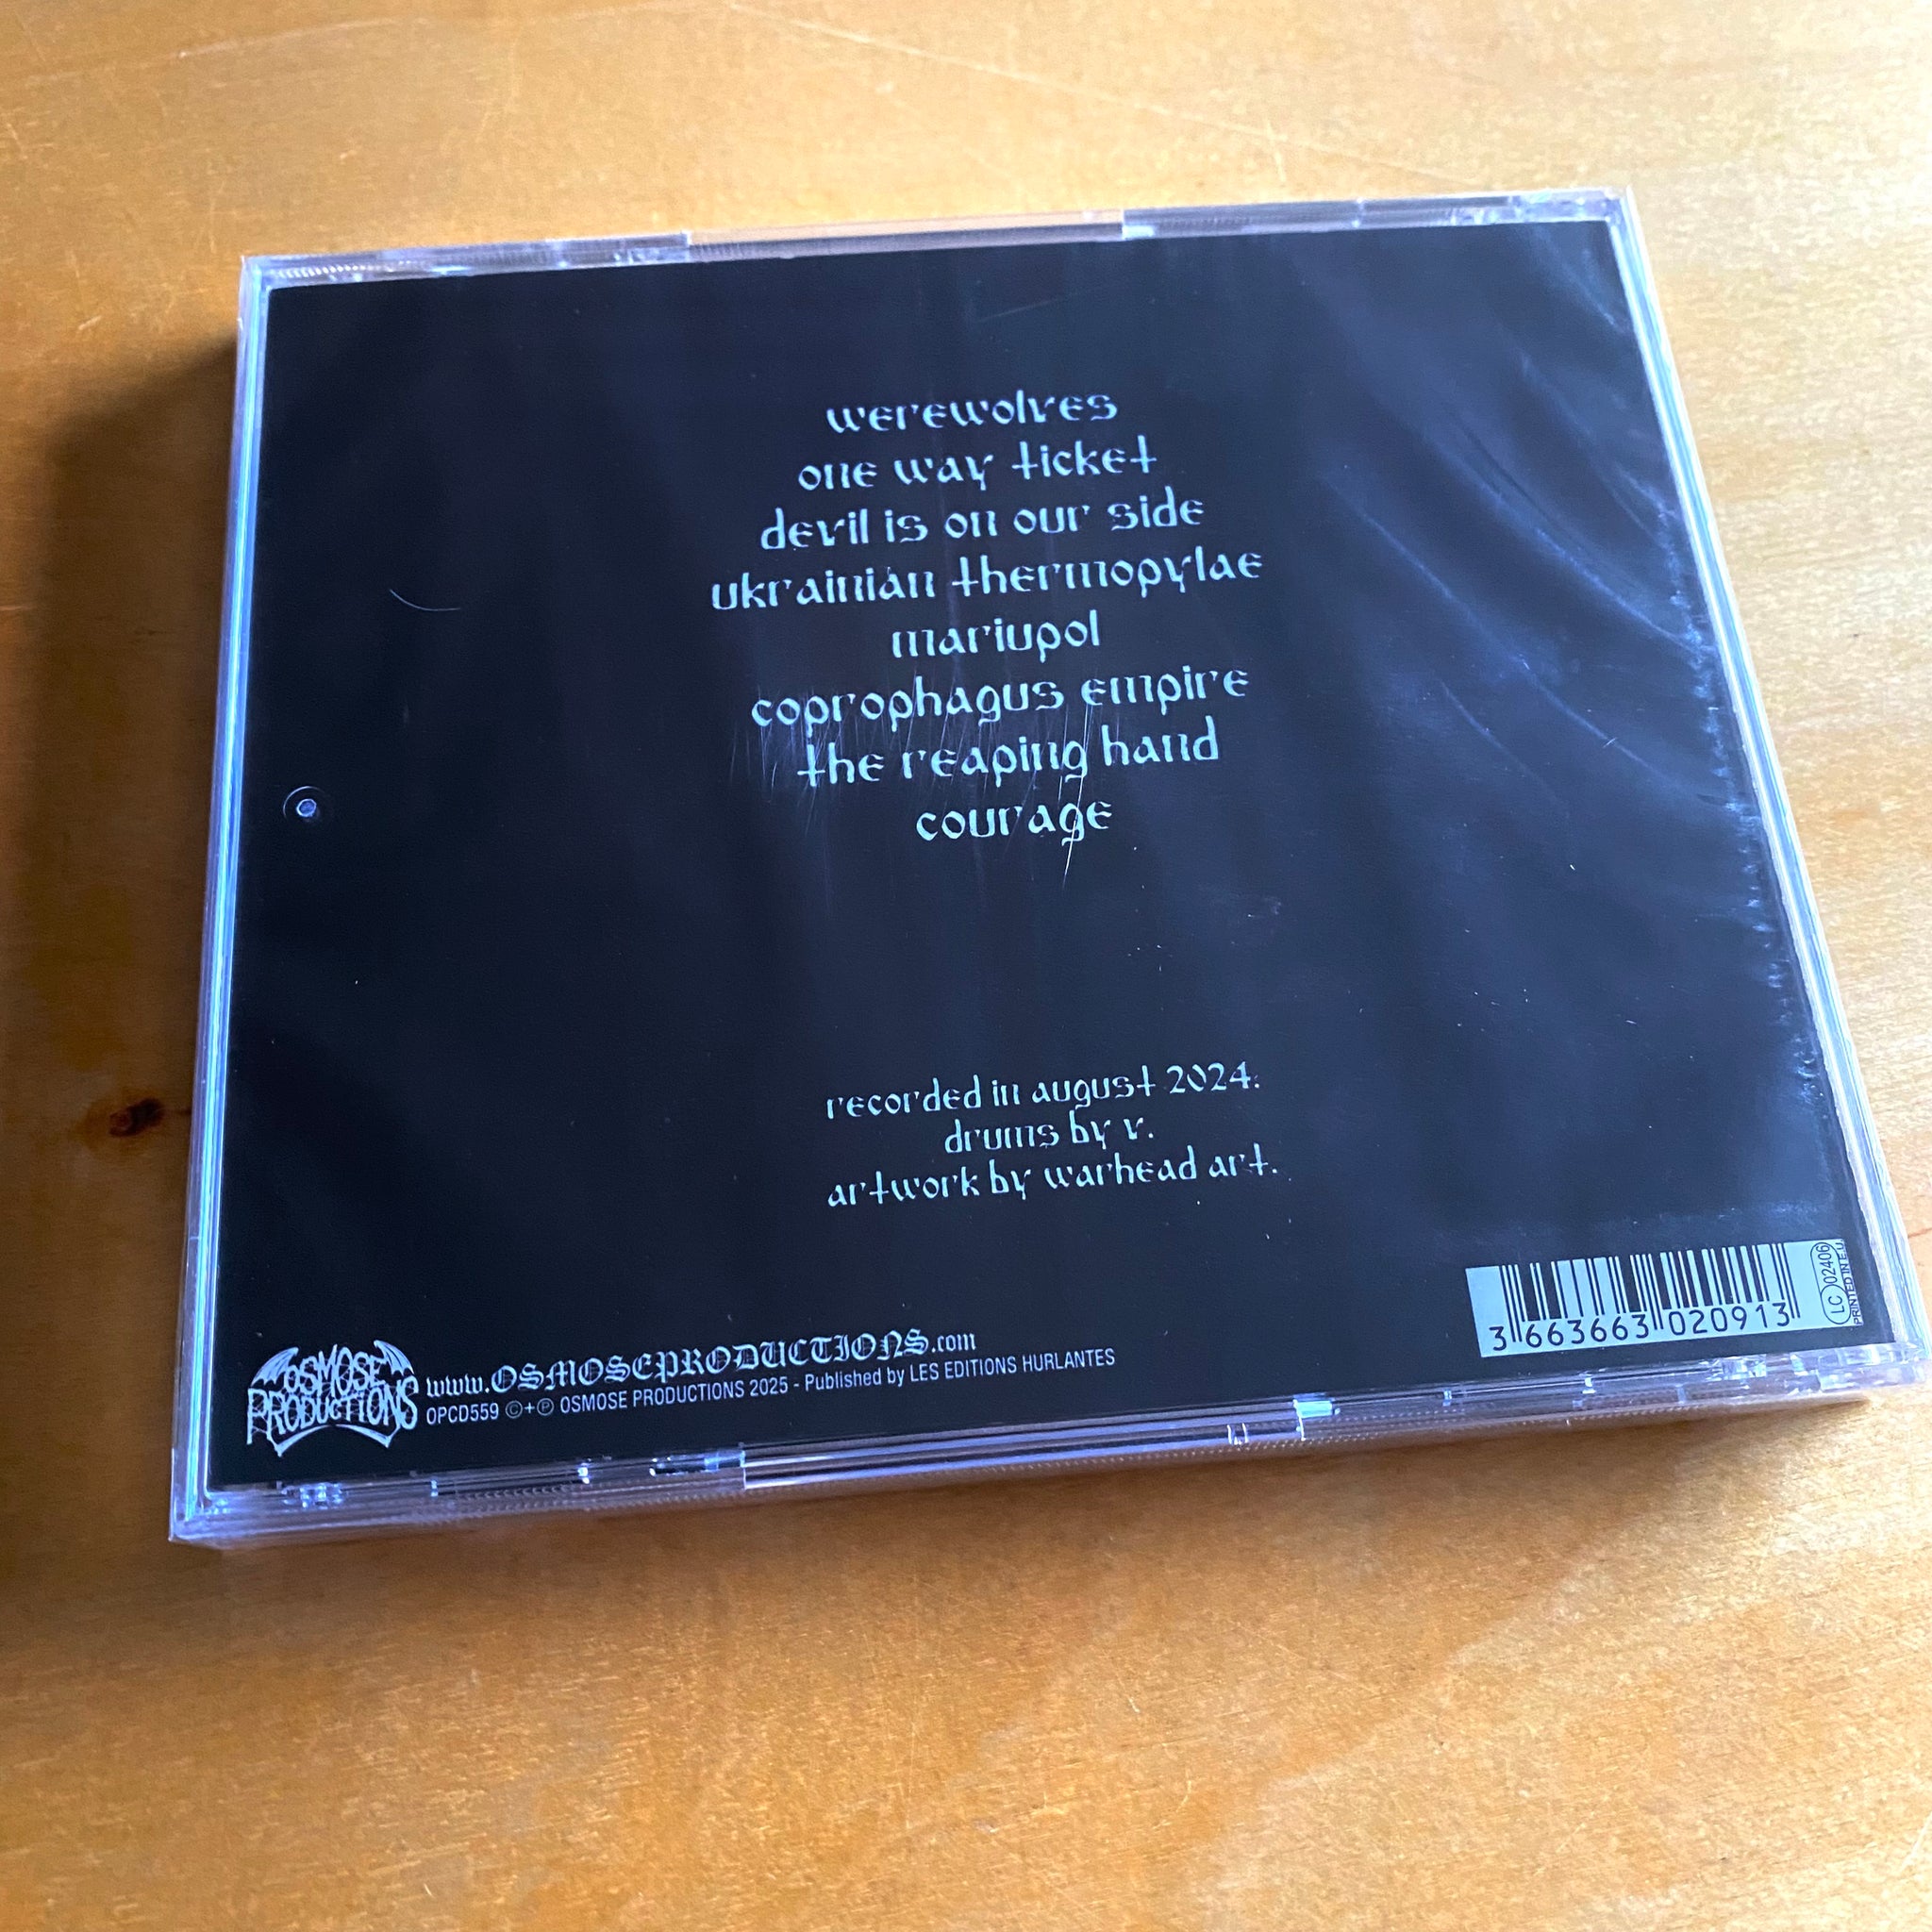 werewolves
one way ticket
devil is on our side
ukrainian thermopylae
mariupol
coprophagus empire
the reaping hand
courage
recorded in august 2024.
drums by v.
artwork by warhead art.
OSMOSE
PRODUCTIONS
www.OSMOSEPRODUCTIONS.com
OPCD559 ©+℗ OSMOSE PRODUCTIONS 2025 - Published by LES EDITIONS HURLANTES
3 663663 020913
LC 02406
PRINTED IN E.U.